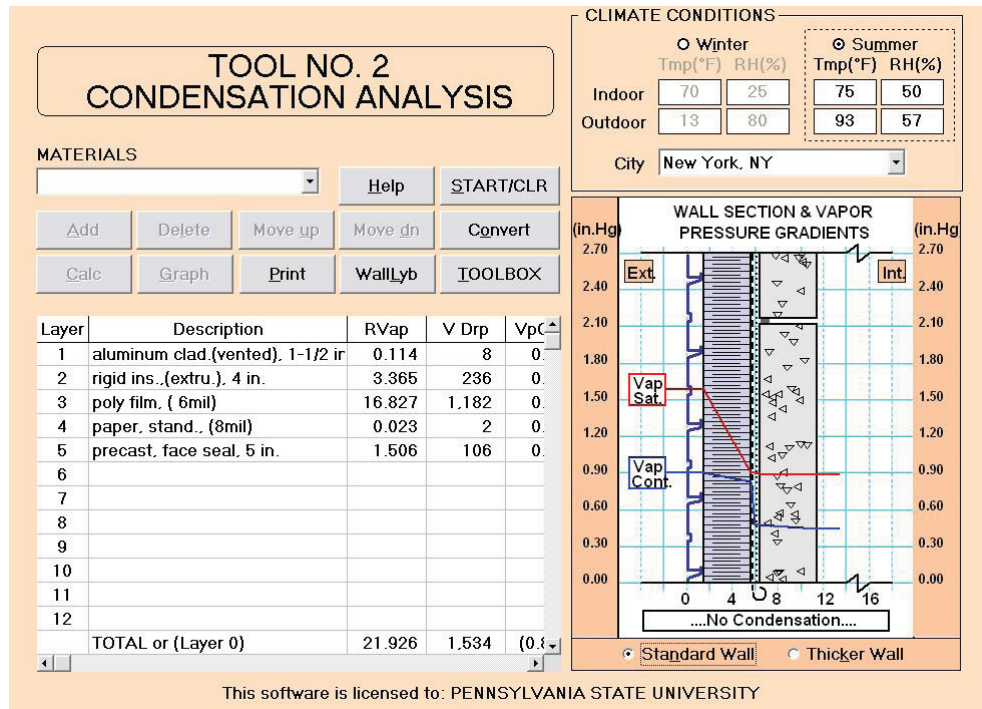 CLIMATE CONDITIONS
Winter Summer
Tmp(°F) RH(%) Tmp(°F) RH(%)
Indoor 70 25 75 50
Outdoor 13 80 93 57
City New York, NY
TOOL NO. 2
CONDENSATION ANALYSIS
MATERIALS
Help START/CLR
Add Delete Move up Move dn Convert
Calc Graph Print WallLyb TOOLBOX
Layer Description RVap V Drp Vp
1 aluminum clad.(vented), 1-1/2 ir 0.114 8 0.
2 rigid ins.,(extru.), 4 in. 3.365 236 0.
3 poly film, ( 6mil) 16.827 1,182 0.
4 paper, stand., (8mil) 0.023 2 0.
5 precast, face seal, 5 in. 1.506 106 0.
6
7
8
9
10
11
12
TOTAL or (Layer 0) 21.926 1,534 (0.8
WALL SECTION & VAPOR
PRESSURE GRADIENTS
(in.Hg) (in.Hg)
2.70 2.70
Ext. Int.
2.40 2.40
2.10 2.10
1.80 1.80
Vap
Sat.
1.50 1.50
1.20 1.20
0.90 0.90
Vap
Cont.
0.60 0.60
0.30 0.30
0.00 0.00
0 4 8 12 16
....No Condensation....
Standard Wall Thicker Wall
This software is licensed to: PENNSYLVANIA STATE UNIVERSITY